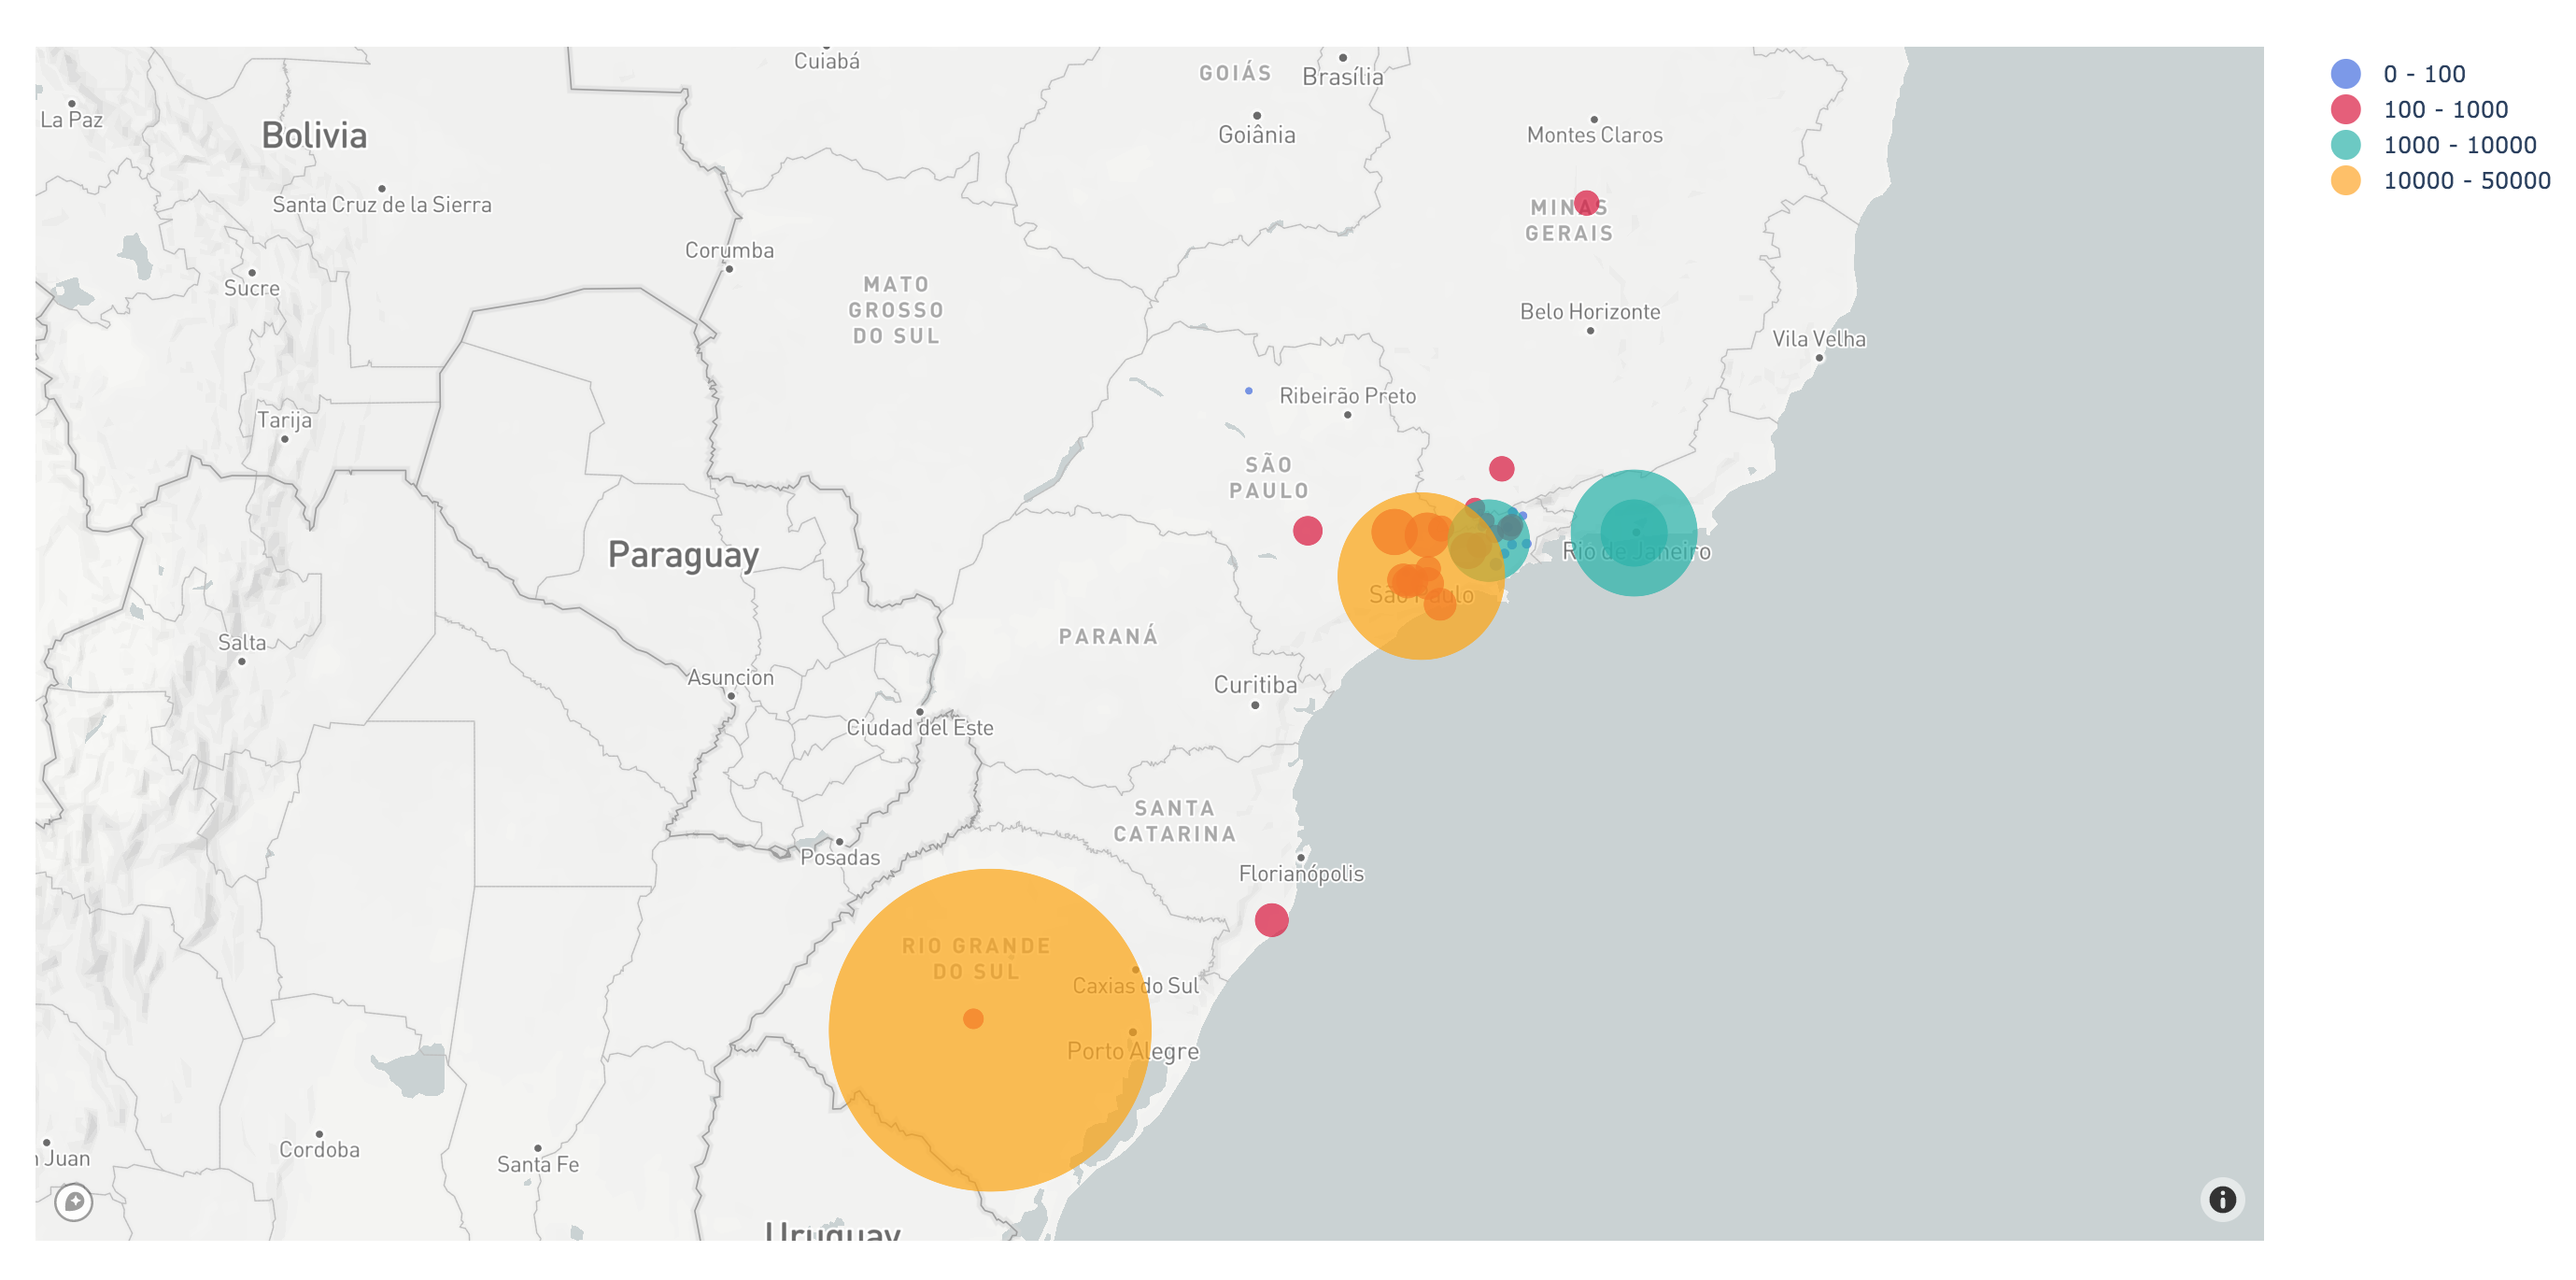 Cuiabá
GOIÁS
Brasília
La Paz
Bolivia
Goiânia
Montes Claros
Santa Cruz de la Sierra
MINAS
GERAIS
Corumba
Sucre
MATO
GROSSO
DO SUL
Belo Horizonte
Vila Velha
Ribeirão Preto
Tarija
SÃO
PAULO
Paraguay
Rio de Janeiro
São Paulo
Salta
PARANÁ
Asuncion
Curitiba
Ciudad del Este
SANTA
CATARINA
Posadas
Florianópolis
RIO GRANDE
DO SUL
Caxias do Sul
Porto Alegre
Cordoba
n Juan
Santa Fe
Uruguay
0 - 100
100 - 1000
1000 - 10000
10000 - 50000